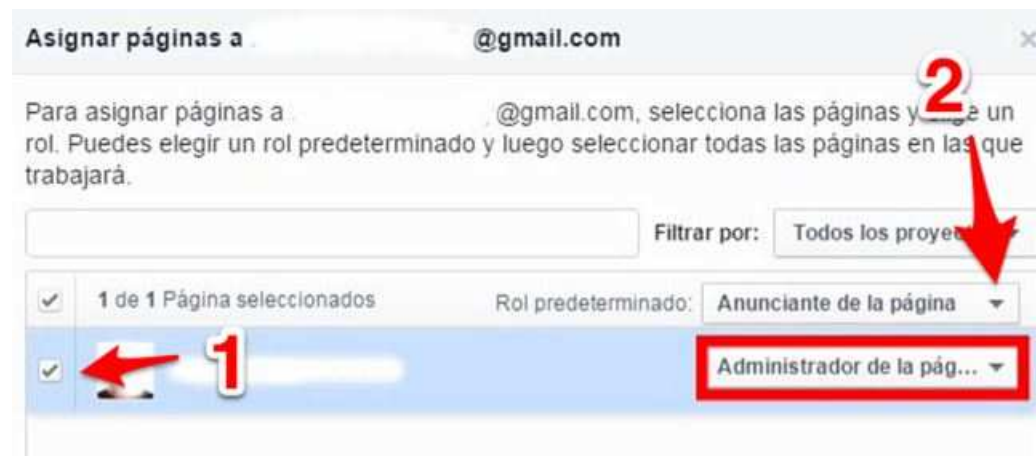 Asignar páginas a @gmail.com
2
Para asignar páginas a @gmail.com, selecciona las páginas y un
rol. Puedes elegir un rol predeterminado y luego seleccionar todas las páginas en las que
trabajará.
Filtrar por: Todos los
1 de 1 Página seleccionados Rol predeterminado: Anunciante de la página
1 Administrador de la pág...